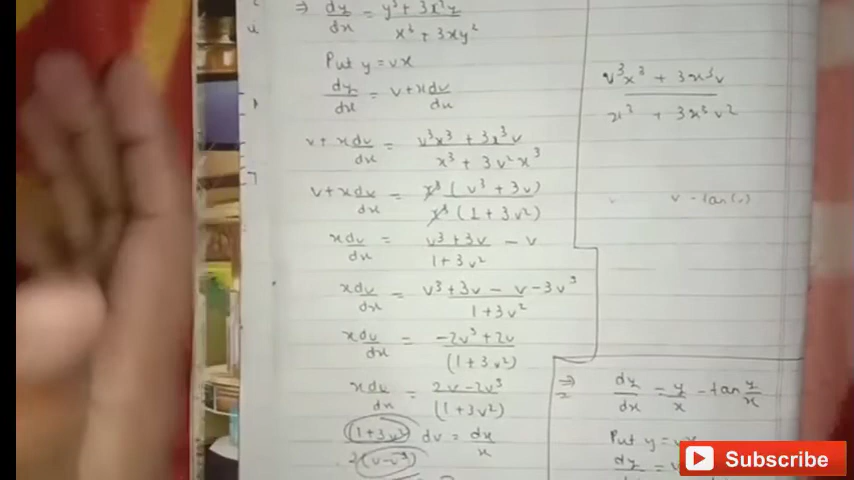 ⇒ dy/dx = y³ + 3x²y / x³ + 3xy²
Put y = vx
dy/dx = v + x dv/dx
v + x dv/dx = v³x³ + 3x³v / x³ + 3v²x³
v + x dv/dx = x³(v³ + 3v) / x³(1 + 3v²)
x dv/dx = v³ + 3v / 1 + 3v² - v
x dv/dx = v³ + 3v - v - 3v³ / 1 + 3v²
x dv/dx = -2v³ + 2v / (1 + 3v²)
x dv/dx = 2v - 2v³ / (1 + 3v²)
(1 + 3v²) / 2(v - v³) dv = dx/x
v³x³ + 3x³v / x³ + 3x³v²
v - tan(v)
⇒ dy/dx = y/x - tan y/x
Put y = vx
dy/dx = v
Subscribe